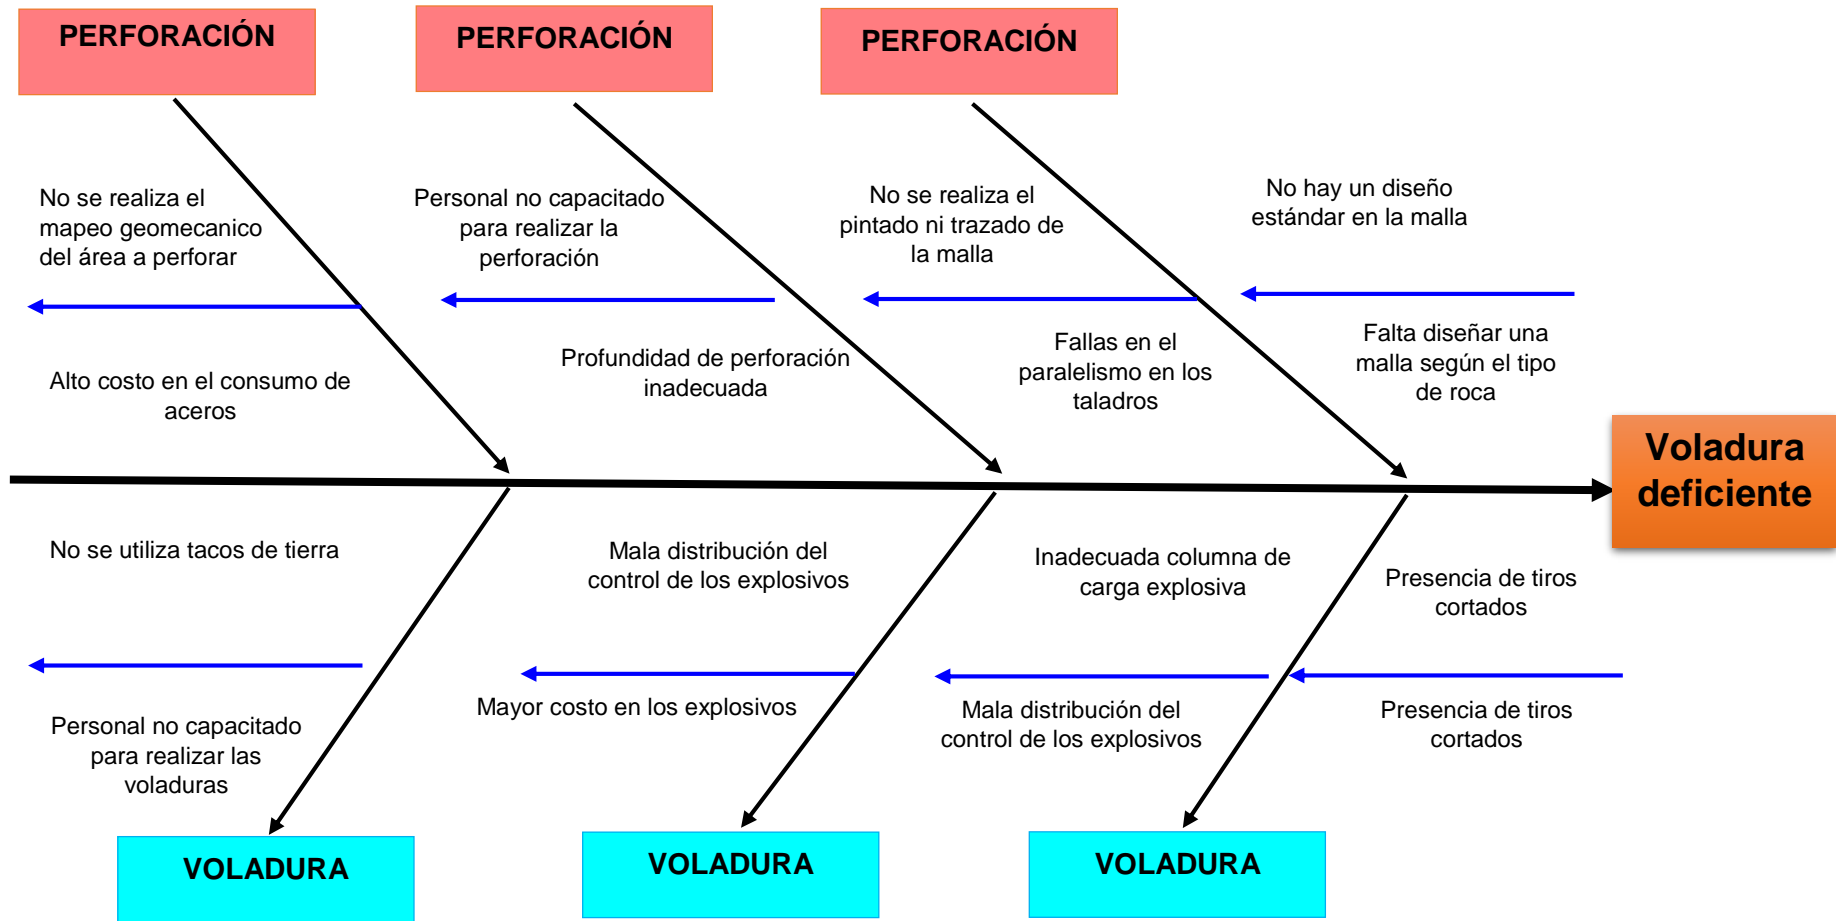 PERFORACIÓN
PERFORACIÓN
PERFORACIÓN
No se realiza el
mapeo geomecanico
del área a perforar
Personal no capacitado
para realizar la
perforación
No se realiza el
pintado ni trazado de
la malla
No hay un diseño
estándar en la malla
Alto costo en el consumo de
aceros
Profundidad de perforación
inadecuada
Fallas en el
paralelismo en los
taladros
Falta diseñar una
malla según el tipo
de roca
Voladura
deficiente
No se utiliza tacos de tierra
Mala distribución del
control de los explosivos
Inadecuada columna de
carga explosiva
Presencia de tiros
cortados
Personal no capacitado
para realizar las
voladuras
Mayor costo en los explosivos
Mala distribución del
control de los explosivos
Presencia de tiros
cortados
VOLADURA
VOLADURA
VOLADURA